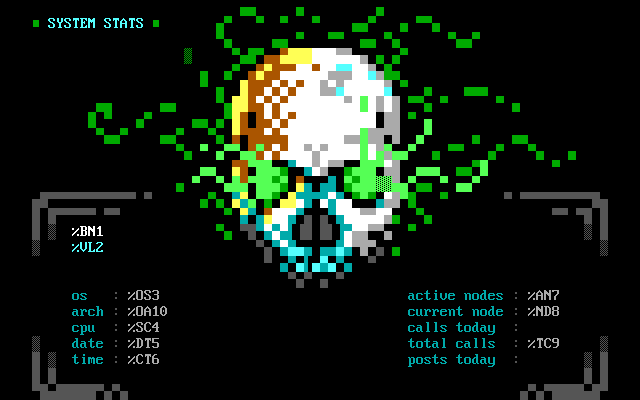 SYSTEM STATS
%BN1
%VL2
os : %OS3
arch : %OA10
cpu : %SC4
date : %DT5
time : %CT6
active nodes : %AN7
current node : %ND8
calls today :
total calls : %TC9
posts today :